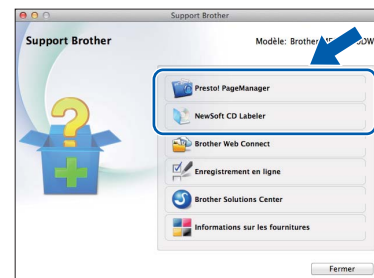 Support Brother
Support Brother
Modèle: Brother
Presto! PageManager
NewSoft CD Labeler
Brother Web Connect
Enregistrement en ligne
Brother Solutions Center
Informations sur les fournitures
Fermer